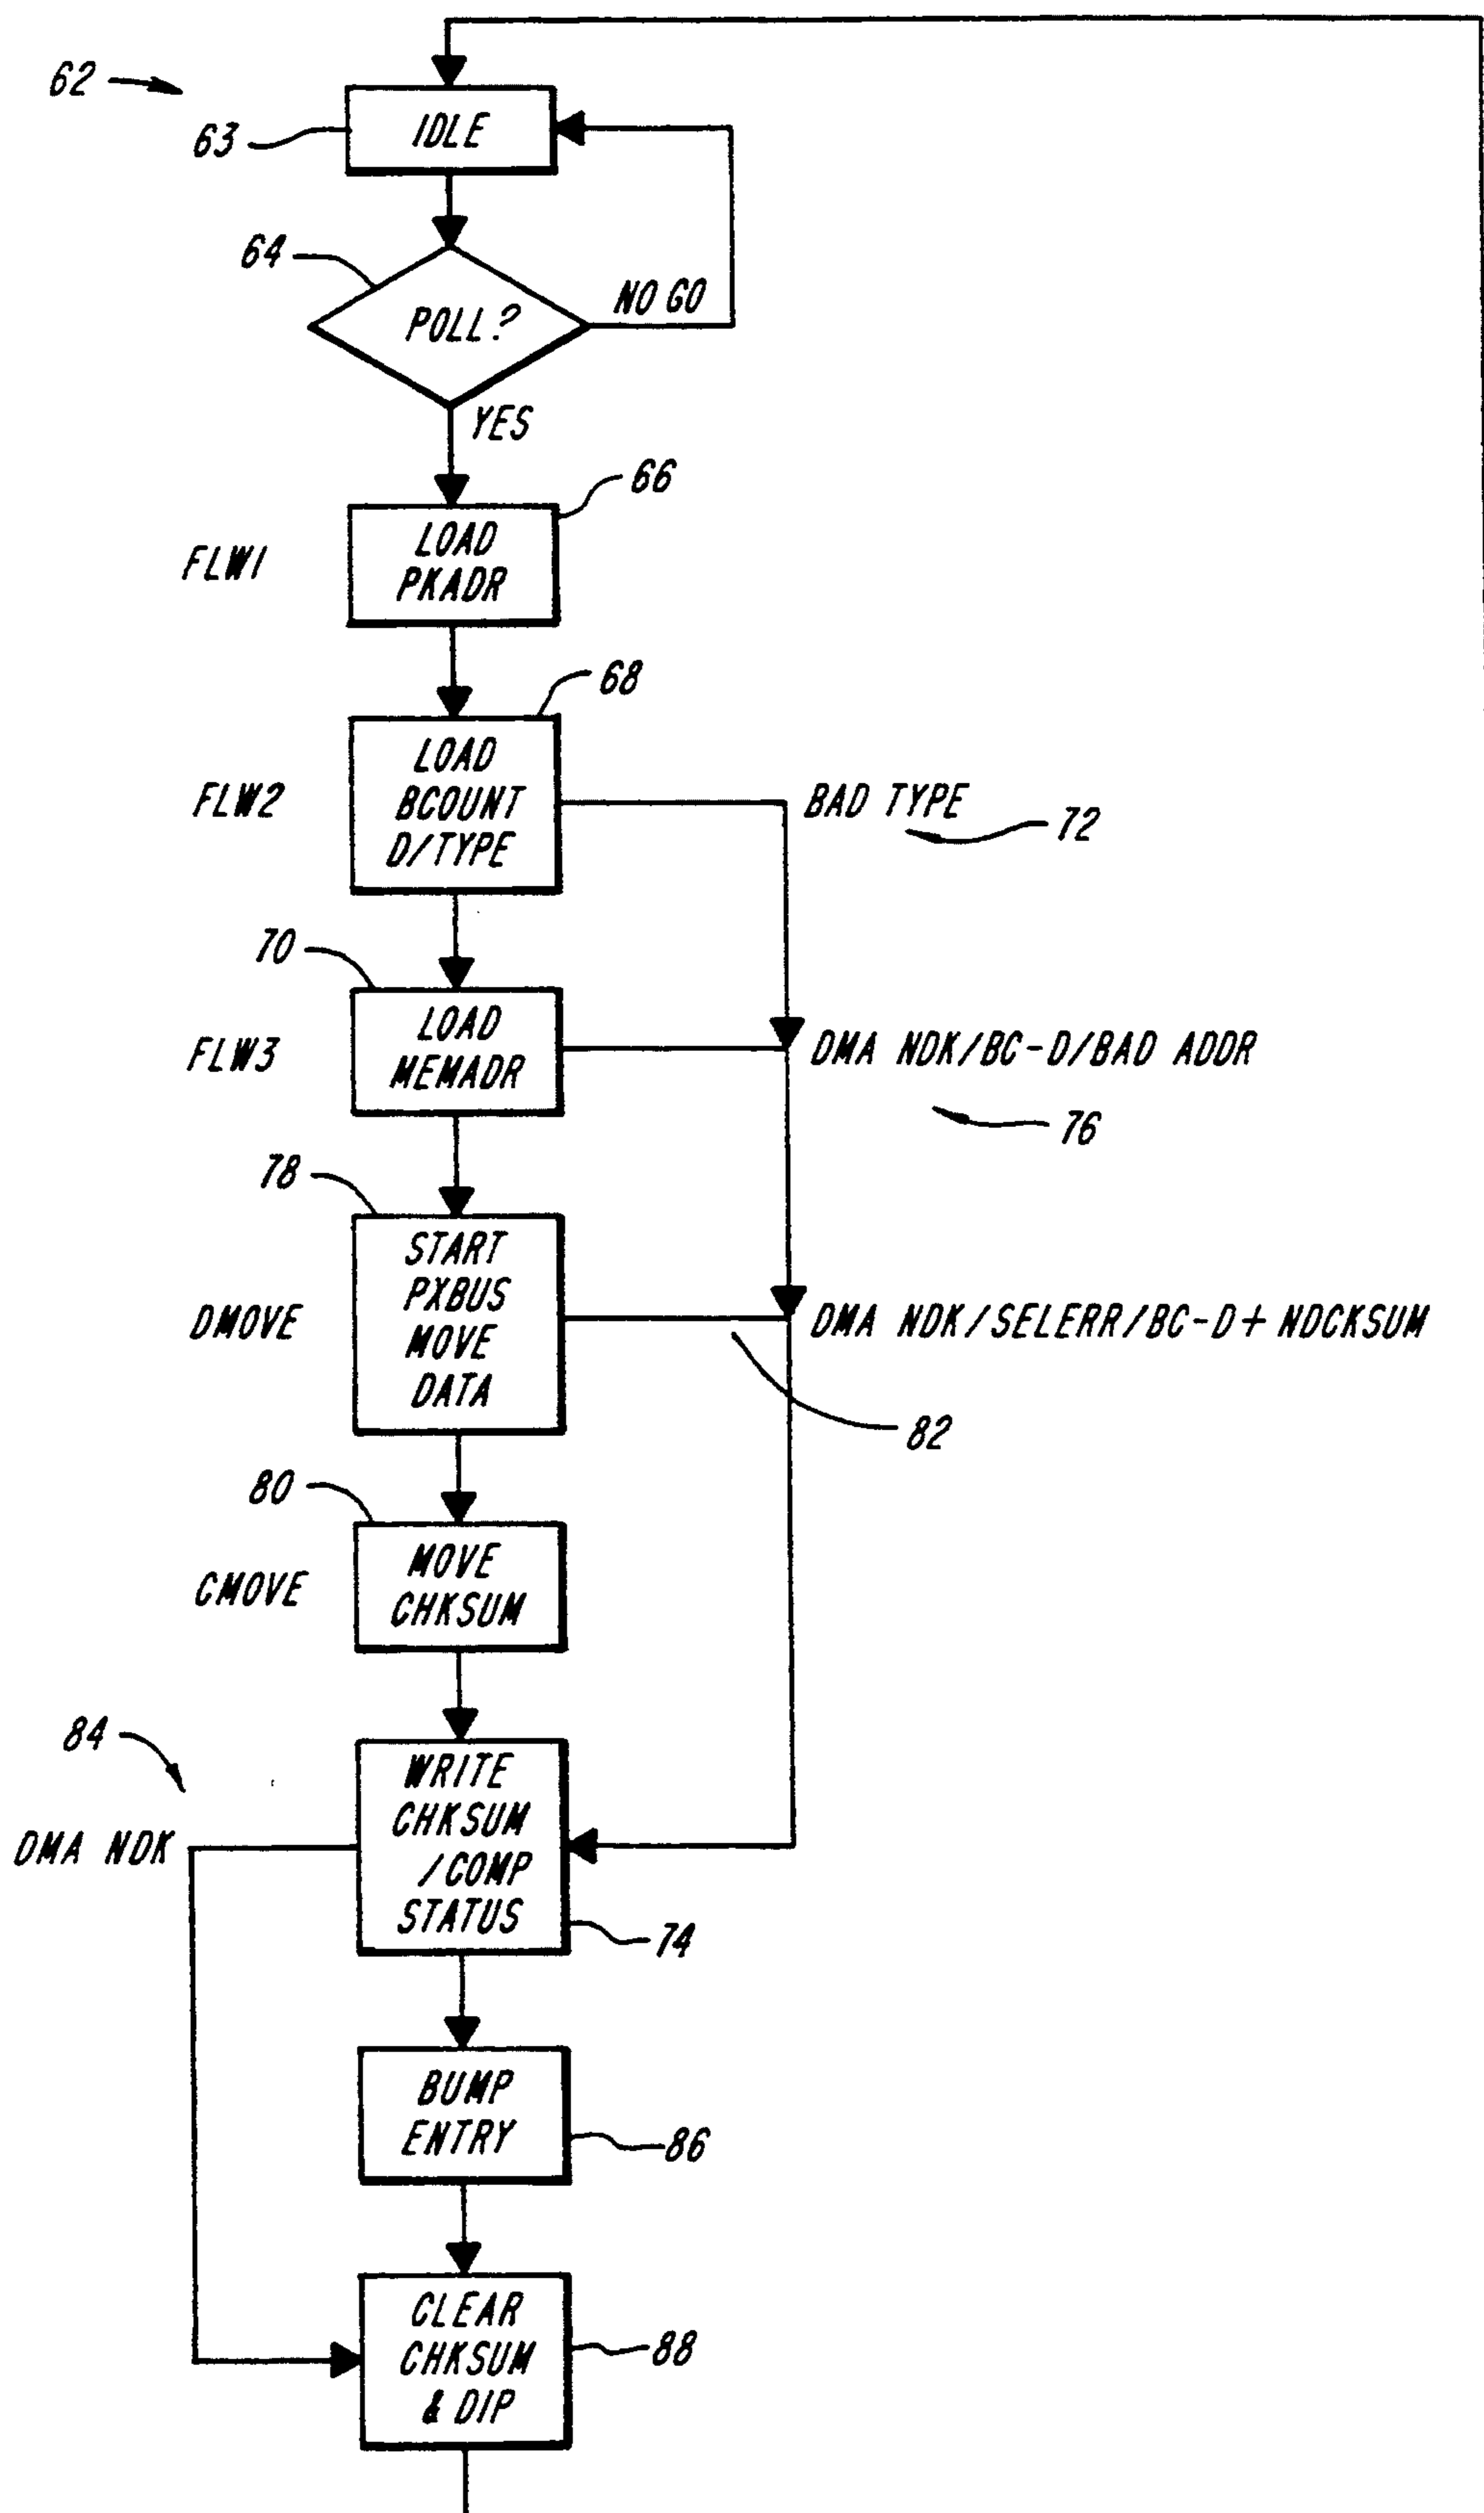 62
63
IDLE
64
POLL?
NO GO
YES
66
FLW1
LOAD
PKADR
68
FLW2
LOAD
BCOUNT
D/TYPE
BAD TYPE
72
70
FLW3
LOAD
MEMADR
DMA NDK/BC-D/BAD ADDR
76
78
DMOVE
START
PXBUS
MOVE
DATA
DMA NDK/SELERR/BC-D+NDCKSUM
82
80
CMOVE
MOVE
CHKSUM
84
DMA NDK
WRITE
CHKSUM
/COMP
STATUS
74
BUMP
ENTRY
86
CLEAR
CHKSUM
& DIP
88